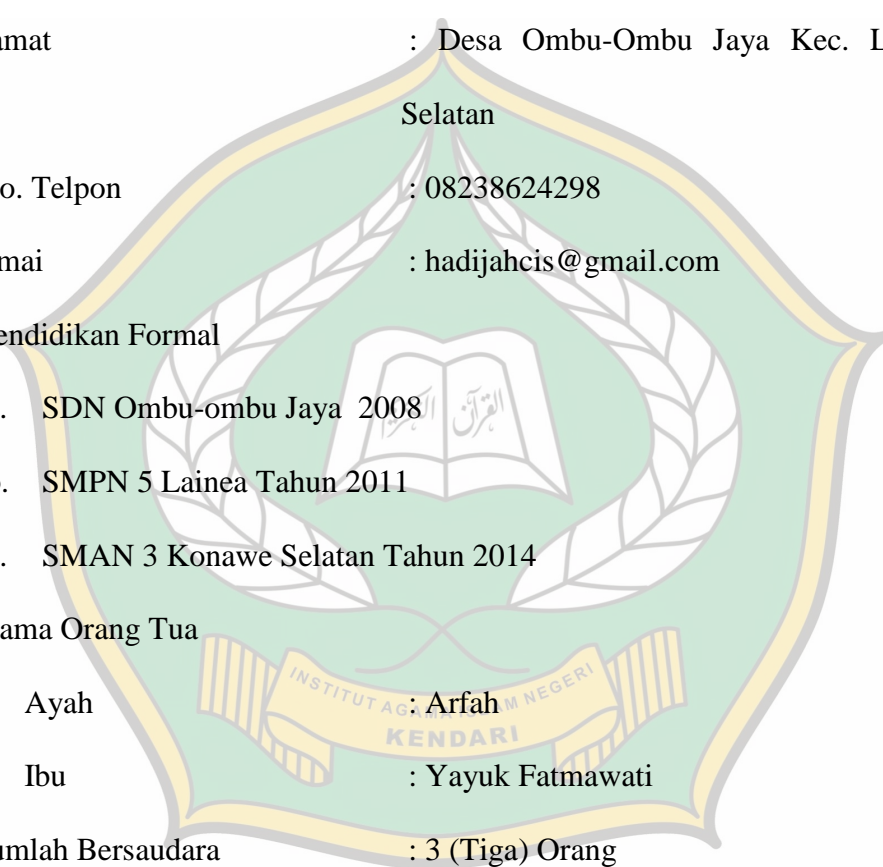 amat : Desa Ombu-Ombu Jaya Kec. L
Selatan
o. Telpon : 08238624298
mai : hadijahcis@gmail.com
endidikan Formal
. SDN Ombu-ombu Jaya 2008
. SMPN 5 Lainea Tahun 2011
. SMAN 3 Konawe Selatan Tahun 2014
ama Orang Tua
Ayah : Arfah
Ibu : Yayuk Fatmawati
umlah Bersaudara : 3 (Tiga) Orang
القرآن الكريم
INSTITUT AGAMA ISLAM NEGERI
KENDARI